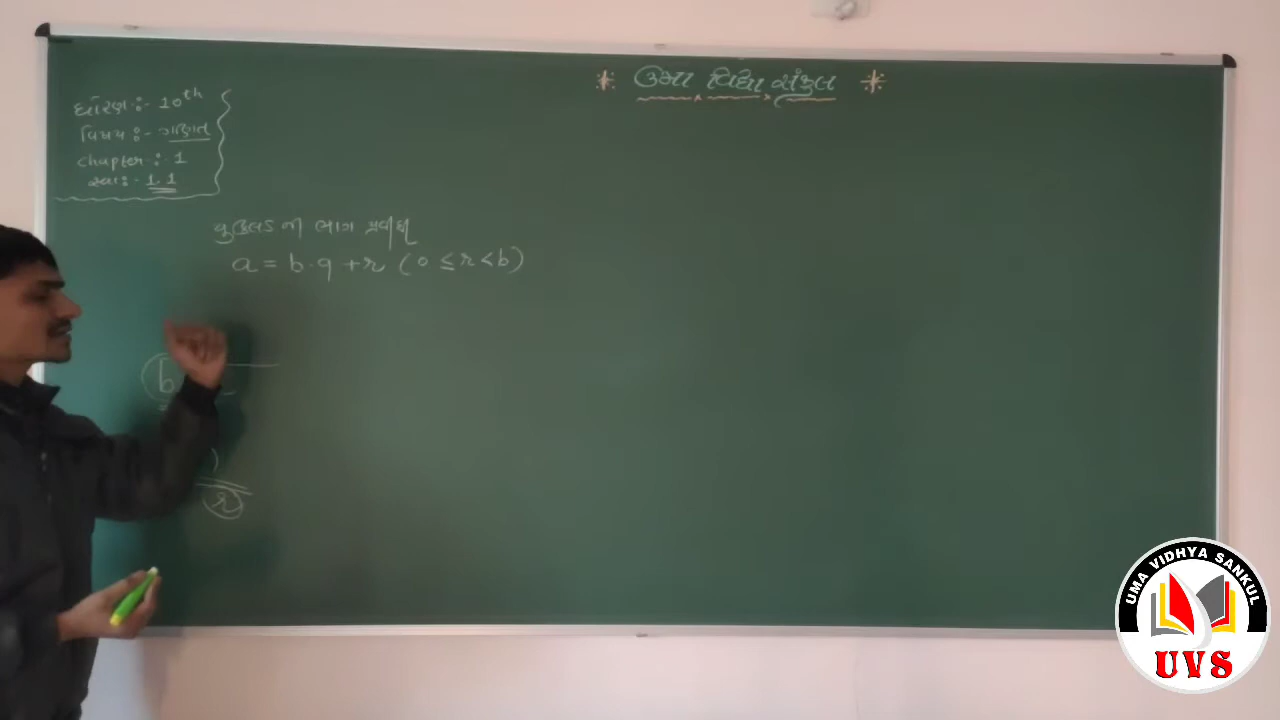 * ઉમા વિદ્યા સંકુલ *
ધોરણ :- 10th
વિષય :- ગણિત
chapter : 1
સ્વા :- 1.1
યુક્લિડ ની ભાગ પ્રવિધી
a = b.q + r (0 ≤ r < b)
b
r
UMA VIDHYA SANKUL
UVS